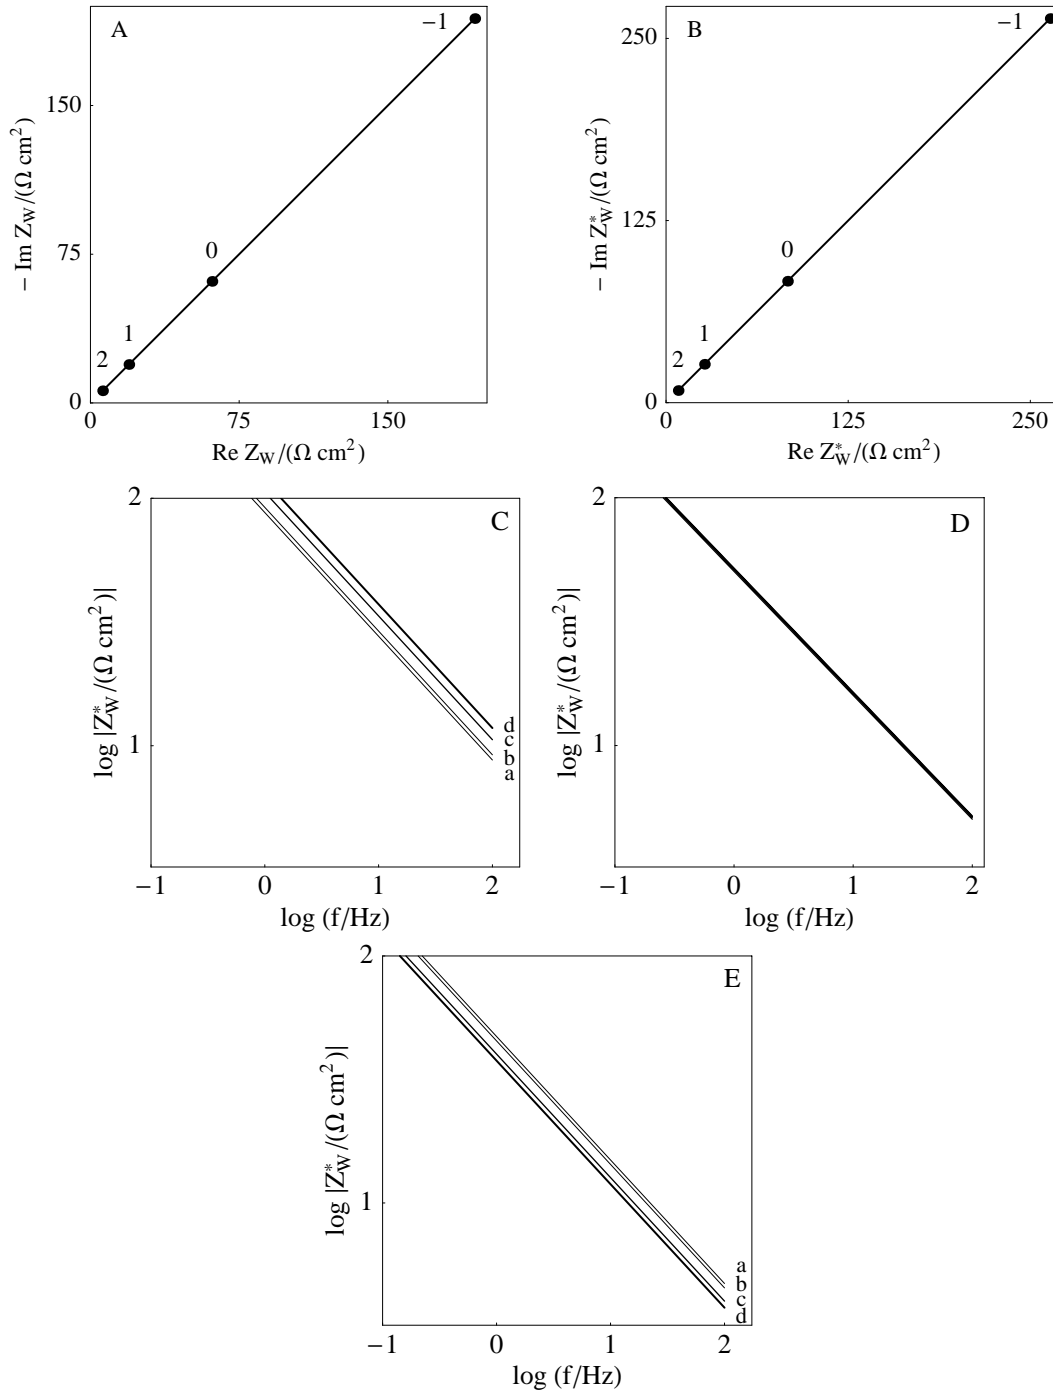 A
−1
0
1
2
150
75
0
0
75
150
− Im Z_W/(Ω cm²)
Re Z_W/(Ω cm²)
B
−1
0
1
2
250
125
0
0
125
250
− Im Z*_W/(Ω cm²)
Re Z*_W/(Ω cm²)
C
2
1
d
c
b
a
−1
0
1
2
log |Z*_W/(Ω cm²)|
log (f/Hz)
D
2
1
−1
0
1
2
log |Z*_W/(Ω cm²)|
log (f/Hz)
E
2
1
a
b
c
d
−1
0
1
2
log |Z*_W/(Ω cm²)|
log (f/Hz)